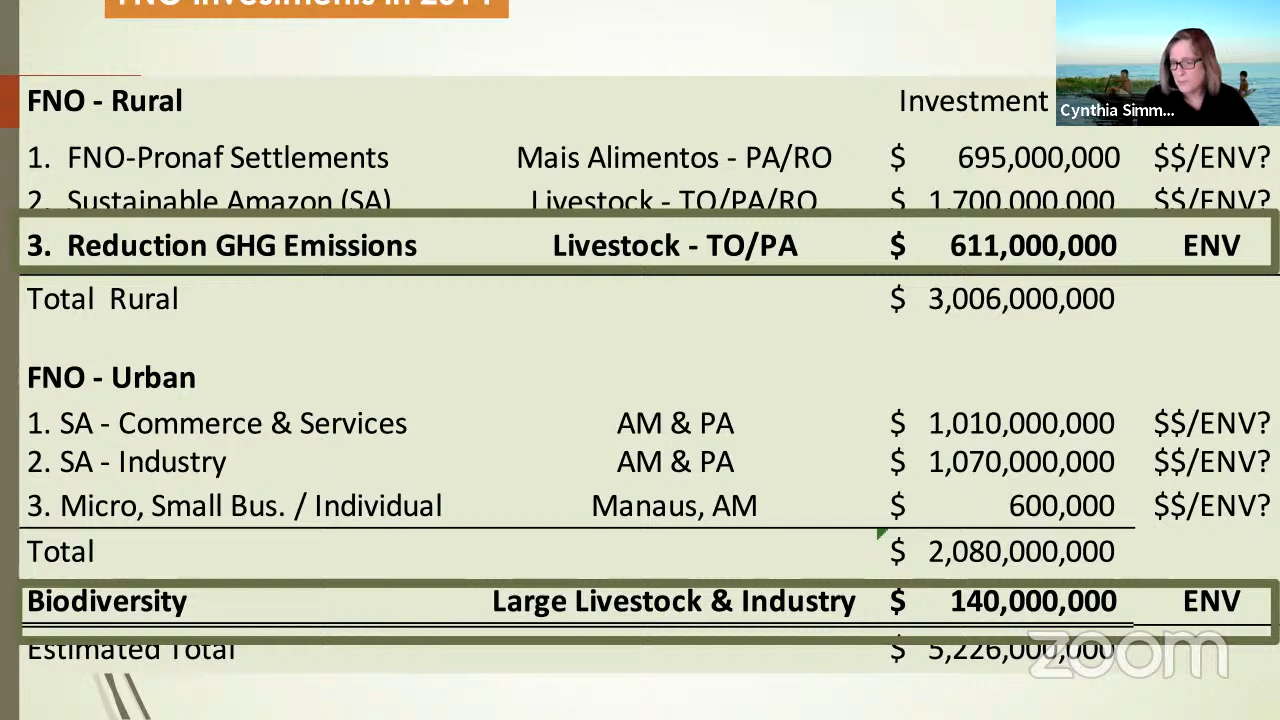 FNO Investments in 2014
FNO - Rural Investment
Cynthia Simm...
1. FNO-Pronaf Settlements Mais Alimentos - PA/RO $ 695,000,000 $$/ENV?
2. Sustainable Amazon (SA) Livestock - TO/PA/RO $ 1,700,000,000 $$/ENV?
3. Reduction GHG Emissions Livestock - TO/PA $ 611,000,000 ENV
Total Rural $ 3,006,000,000
FNO - Urban
1. SA - Commerce & Services AM & PA $ 1,010,000,000 $$/ENV?
2. SA - Industry AM & PA $ 1,070,000,000 $$/ENV?
3. Micro, Small Bus. / Individual Manaus, AM $ 600,000 $$/ENV?
Total $ 2,080,000,000
Biodiversity Large Livestock & Industry $ 140,000,000 ENV
Estimated Total $ 5,226,000,000
zoom